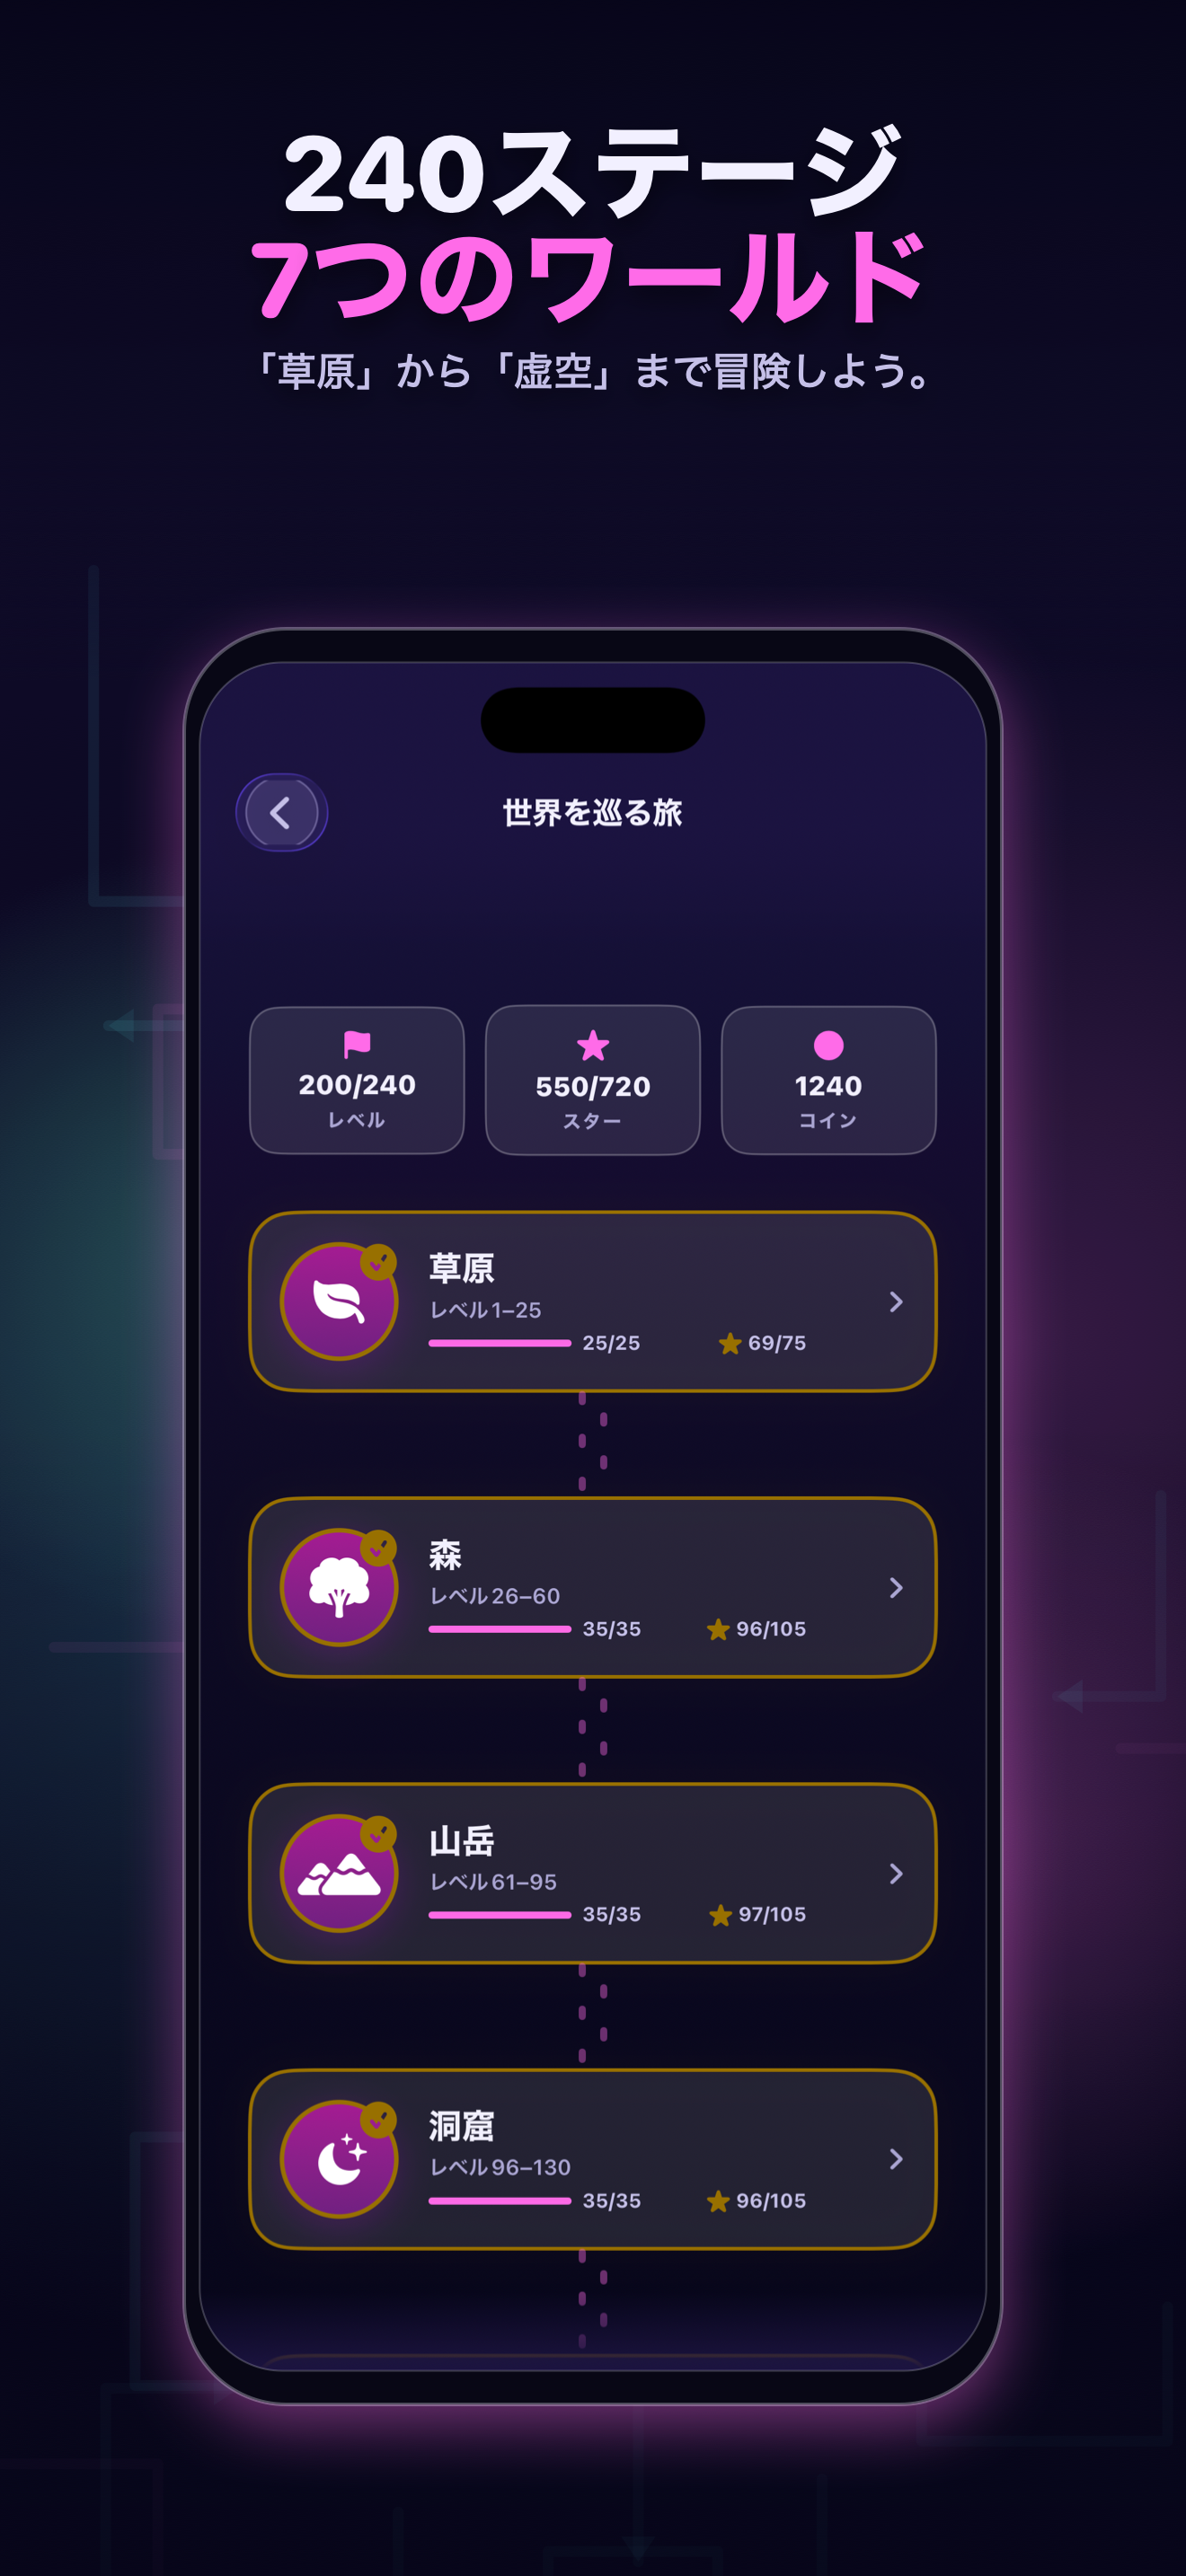 240ステージ
7つのワールド
「草原」から「虚空」まで冒険しよう。
世界を巡る旅
200/240
レベル
550/720
スター
1240
コイン
草原
レベル1–25
25/25
69/75
森
レベル26–60
35/35
96/105
山岳
レベル61–95
35/35
97/105
洞窟
レベル96–130
35/35
96/105